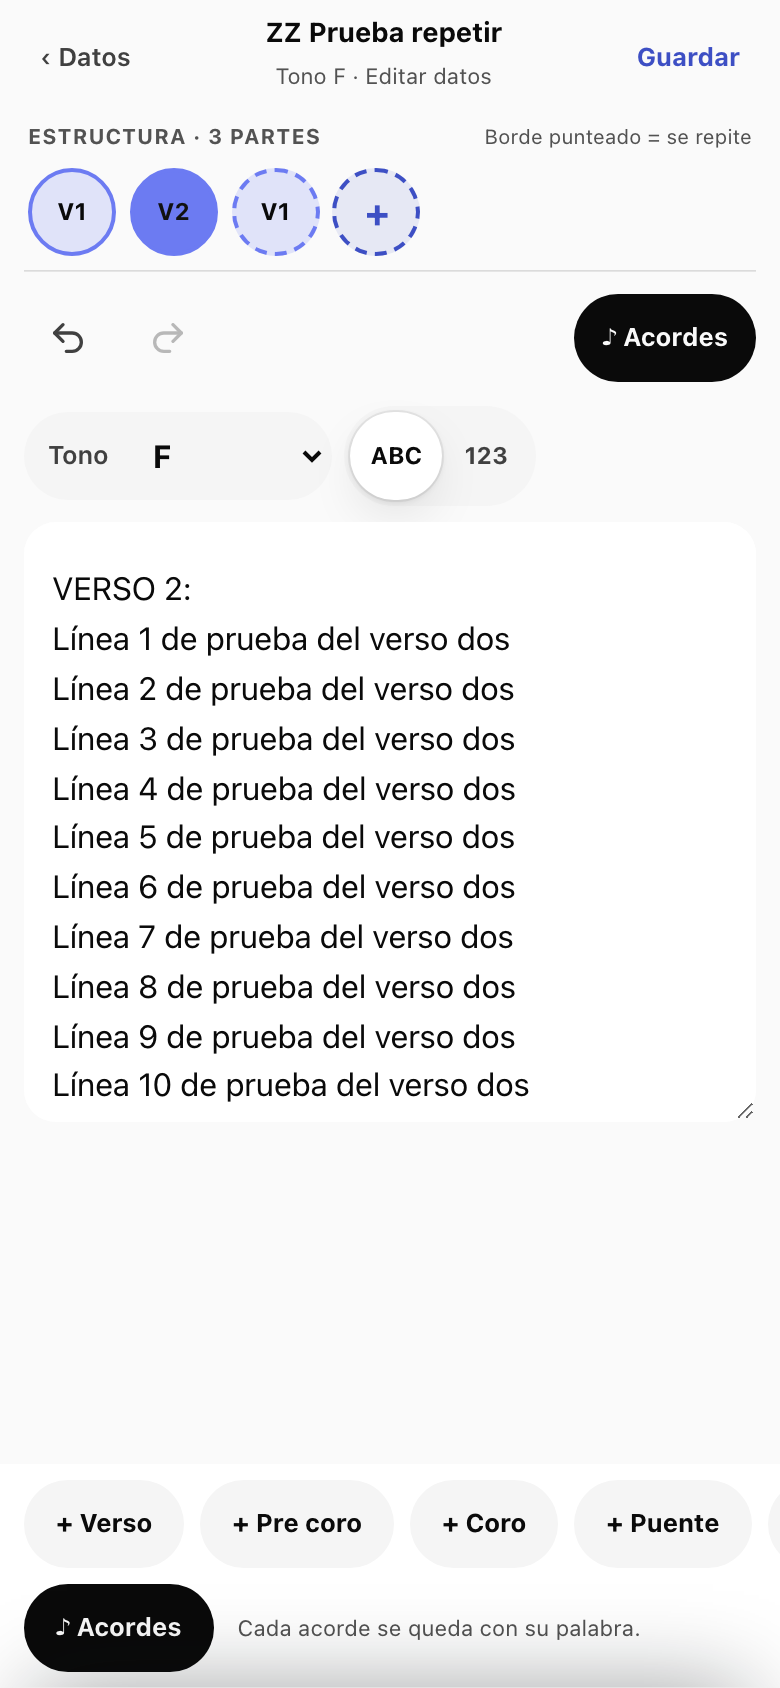 ZZ Prueba repetir
‹ Datos
Guardar
Tono F · Editar datos
ESTRUCTURA · 3 PARTES
Borde punteado = se repite
V1 V2 V1 +
♪ Acordes
Tono F ABC 123
VERSO 2:
Línea 1 de prueba del verso dos
Línea 2 de prueba del verso dos
Línea 3 de prueba del verso dos
Línea 4 de prueba del verso dos
Línea 5 de prueba del verso dos
Línea 6 de prueba del verso dos
Línea 7 de prueba del verso dos
Línea 8 de prueba del verso dos
Línea 9 de prueba del verso dos
Línea 10 de prueba del verso dos
+ Verso + Pre coro + Coro + Puente
♪ Acordes Cada acorde se queda con su palabra.